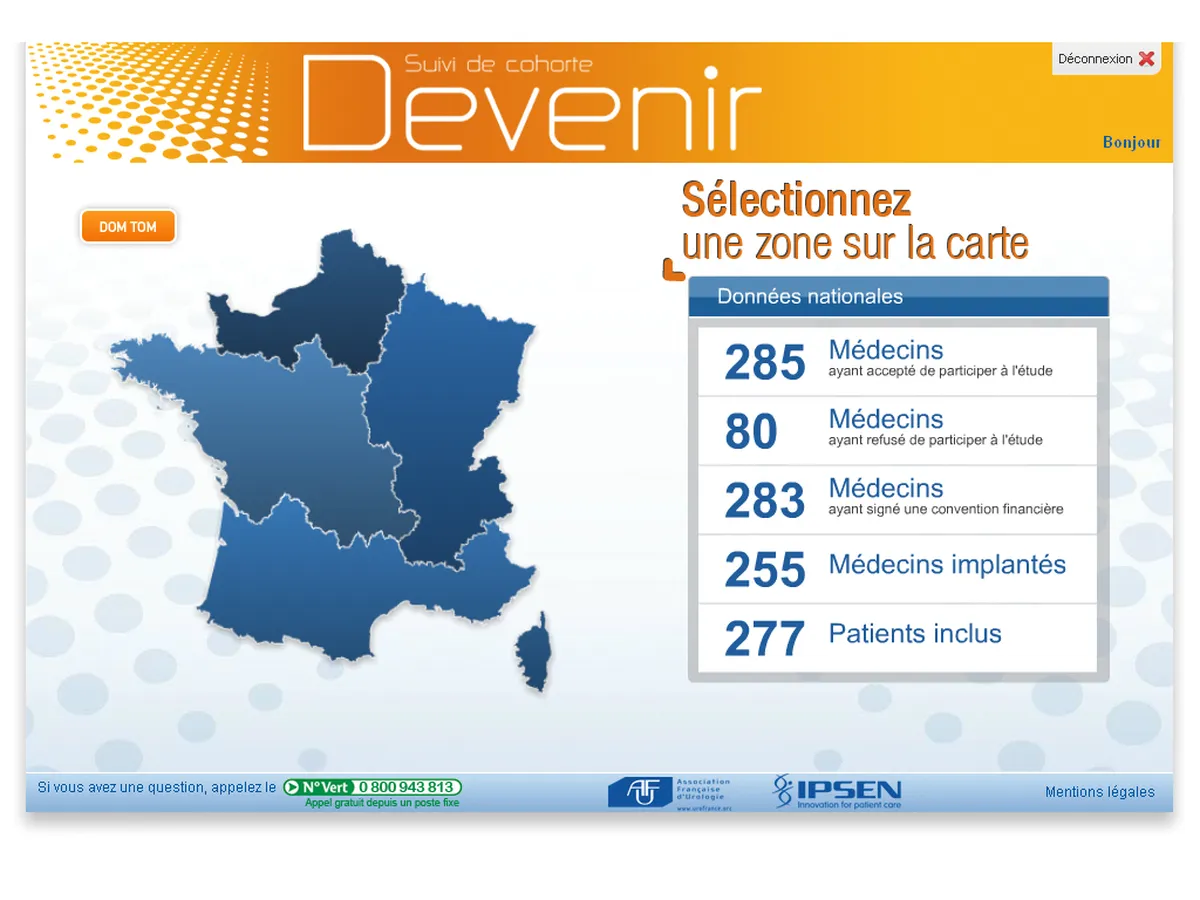 Suivi de cohorte
Devenir
Déconnexion
Bonjour
DOM TOM
Sélectionnez
une zone sur la carte
Données nationales
285 Médecins
ayant accepté de participer à l'étude
80 Médecins
ayant refusé de participer à l'étude
283 Médecins
ayant signé une convention financière
255 Médecins implantés
277 Patients inclus
Si vous avez une question, appelez le N° Vert 0 800 943 813
Appel gratuit depuis un poste fixe
AFU
Association
Française
d'Urologie
www.urofrance.org
IPSEN
Innovation for patient care
Mentions légales